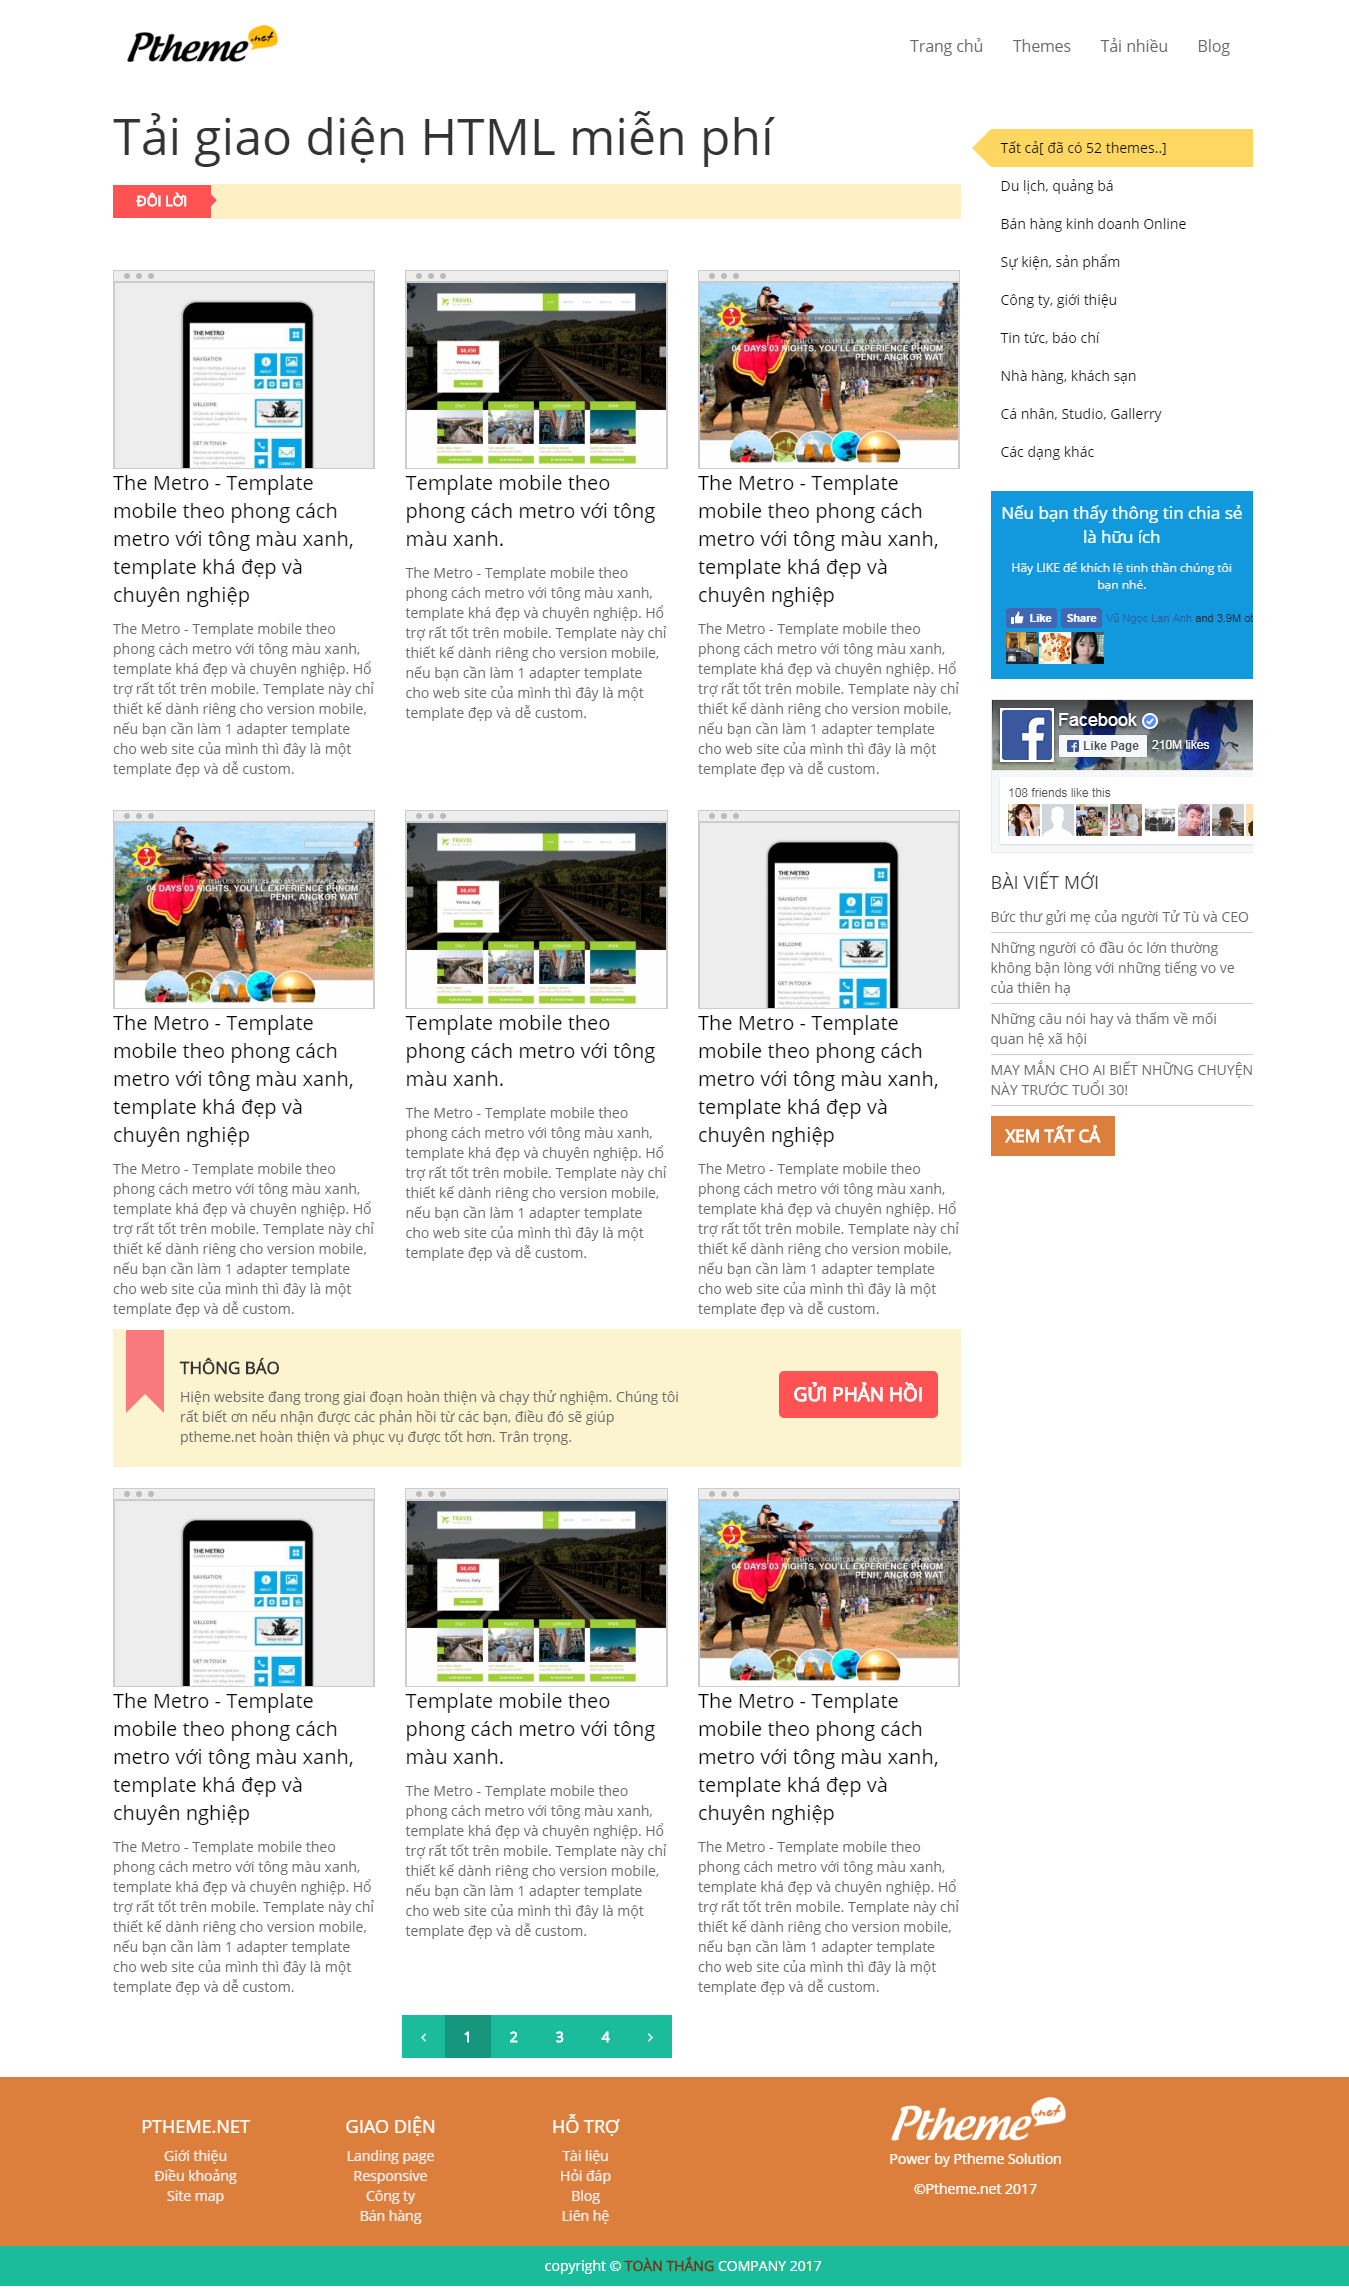 Ptheme.net
Trang chủ Themes Tải nhiều Blog
Tải giao diện HTML miễn phí
ĐÔI LỜI
The Metro - Template
mobile theo phong cách
metro với tông màu xanh,
template khá đẹp và
chuyên nghiệp
The Metro - Template mobile theo
phong cách metro với tông màu xanh,
template khá đẹp và chuyên nghiệp. Hỗ
trợ rất tốt trên mobile. Template này chỉ
thiết kế dành riêng cho version mobile,
nếu bạn cần làm 1 adapter template
cho web site của mình thì đây là một
template đẹp và dễ custom.
Template mobile theo
phong cách metro với tông
màu xanh.
The Metro - Template mobile theo
phong cách metro với tông màu xanh,
template khá đẹp và chuyên nghiệp. Hỗ
trợ rất tốt trên mobile. Template này chỉ
thiết kế dành riêng cho version mobile,
nếu bạn cần làm 1 adapter template
cho web site của mình thì đây là một
template đẹp và dễ custom.
04 DAYS 03 NIGHTS, YOU'LL EXPERIENCE PHNOM
PENH, ANGKOR WAT
The Metro - Template
mobile theo phong cách
metro với tông màu xanh,
template khá đẹp và
chuyên nghiệp
The Metro - Template mobile theo
phong cách metro với tông màu xanh,
template khá đẹp và chuyên nghiệp. Hỗ
trợ rất tốt trên mobile. Template này chỉ
thiết kế dành riêng cho version mobile,
nếu bạn cần làm 1 adapter template
cho web site của mình thì đây là một
template đẹp và dễ custom.
04 DAYS 03 NIGHTS, YOU'LL EXPERIENCE PHNOM
PENH, ANGKOR WAT
The Metro - Template
mobile theo phong cách
metro với tông màu xanh,
template khá đẹp và
chuyên nghiệp
The Metro - Template mobile theo
phong cách metro với tông màu xanh,
template khá đẹp và chuyên nghiệp. Hỗ
trợ rất tốt trên mobile. Template này chỉ
thiết kế dành riêng cho version mobile,
nếu bạn cần làm 1 adapter template
cho web site của mình thì đây là một
template đẹp và dễ custom.
Template mobile theo
phong cách metro với tông
màu xanh.
The Metro - Template mobile theo
phong cách metro với tông màu xanh,
template khá đẹp và chuyên nghiệp. Hỗ
trợ rất tốt trên mobile. Template này chỉ
thiết kế dành riêng cho version mobile,
nếu bạn cần làm 1 adapter template
cho web site của mình thì đây là một
template đẹp và dễ custom.
The Metro - Template
mobile theo phong cách
metro với tông màu xanh,
template khá đẹp và
chuyên nghiệp
The Metro - Template mobile theo
phong cách metro với tông màu xanh,
template khá đẹp và chuyên nghiệp. Hỗ
trợ rất tốt trên mobile. Template này chỉ
thiết kế dành riêng cho version mobile,
nếu bạn cần làm 1 adapter template
cho web site của mình thì đây là một
template đẹp và dễ custom.
THÔNG BÁO
Hiện website đang trong giai đoạn hoàn thiện và chạy thử nghiệm. Chúng tôi
rất biết ơn nếu nhận được các phản hồi từ các bạn, điều đó sẽ giúp
ptheme.net hoàn thiện và phục vụ được tốt hơn. Trân trọng.
GỬI PHẢN HỒI
The Metro - Template
mobile theo phong cách
metro với tông màu xanh,
template khá đẹp và
chuyên nghiệp
The Metro - Template mobile theo
phong cách metro với tông màu xanh,
template khá đẹp và chuyên nghiệp. Hỗ
trợ rất tốt trên mobile. Template này chỉ
thiết kế dành riêng cho version mobile,
nếu bạn cần làm 1 adapter template
cho web site của mình thì đây là một
template đẹp và dễ custom.
Template mobile theo
phong cách metro với tông
màu xanh.
The Metro - Template mobile theo
phong cách metro với tông màu xanh,
template khá đẹp và chuyên nghiệp. Hỗ
trợ rất tốt trên mobile. Template này chỉ
thiết kế dành riêng cho version mobile,
nếu bạn cần làm 1 adapter template
cho web site của mình thì đây là một
template đẹp và dễ custom.
04 DAYS 03 NIGHTS, YOU'LL EXPERIENCE PHNOM
PENH, ANGKOR WAT
The Metro - Template
mobile theo phong cách
metro với tông màu xanh,
template khá đẹp và
chuyên nghiệp
The Metro - Template mobile theo
phong cách metro với tông màu xanh,
template khá đẹp và chuyên nghiệp. Hỗ
trợ rất tốt trên mobile. Template này chỉ
thiết kế dành riêng cho version mobile,
nếu bạn cần làm 1 adapter template
cho web site của mình thì đây là một
template đẹp và dễ custom.
‹ 1 2 3 4 ›
Tất cả[ đã có 52 themes..]
Du lịch, quảng bá
Bán hàng kinh doanh Online
Sự kiện, sản phẩm
Công ty, giới thiệu
Tin tức, báo chí
Nhà hàng, khách sạn
Cá nhân, Studio, Gallerry
Các dạng khác
Nếu bạn thấy thông tin chia sẻ
là hữu ích
Hãy LIKE để khích lệ tinh thần chúng tôi
bạn nhé.
Like Share Vũ Ngọc Lan Anh and 3.9M ot
Facebook
Like Page 210M likes
108 friends like this
BÀI VIẾT MỚI
Bức thư gửi mẹ của người Tử Tù và CEO
Những người có đầu óc lớn thường
không bận lòng với những tiếng vo ve
của thiên hạ
Những câu nói hay và thấm về mối
quan hệ xã hội
MAY MẮN CHO AI BIẾT NHỮNG CHUYỆN
NÀY TRƯỚC TUỔI 30!
XEM TẤT CẢ
PTHEME.NET
Giới thiệu
Điều khoảng
Site map
GIAO DIỆN
Landing page
Responsive
Công ty
Bán hàng
HỖ TRỢ
Tài liệu
Hỏi đáp
Blog
Liên hệ
Ptheme.net
Power by Ptheme Solution
©Ptheme.net 2017
copyright © TOÀN THẮNG COMPANY 2017